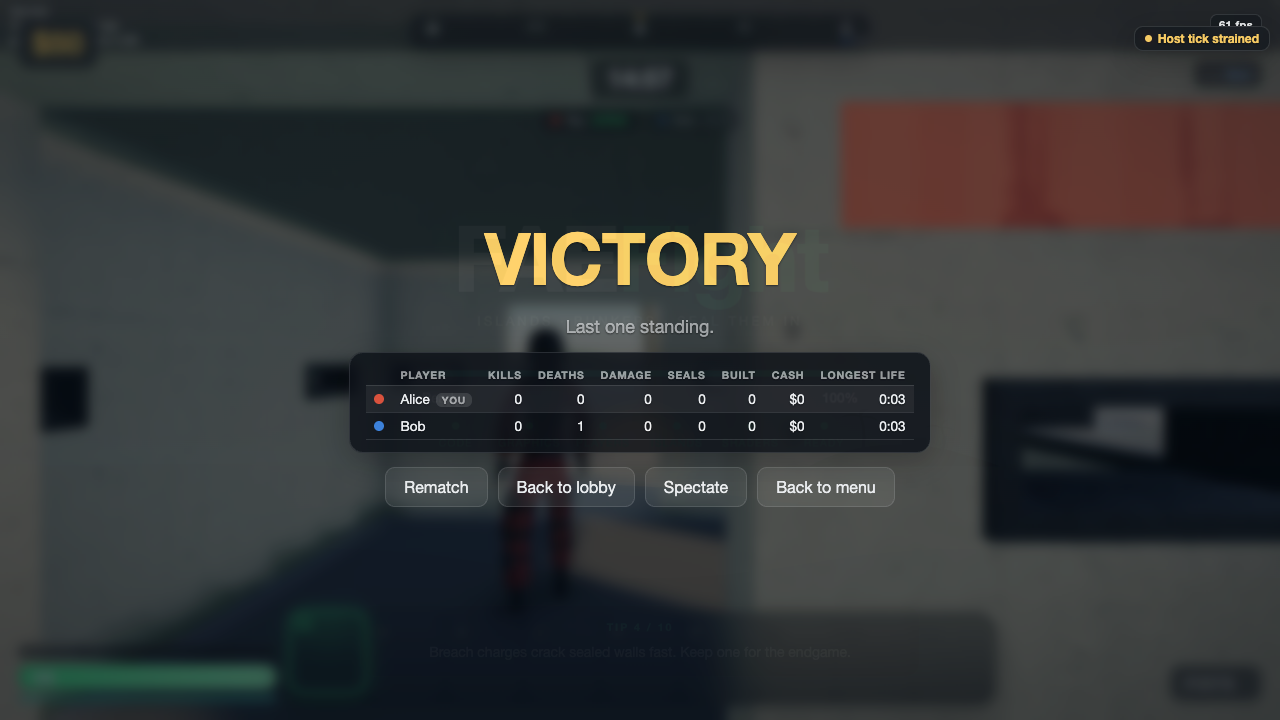 61 fps
Host tick strained
VICTORY
Last one standing.
PLAYER KILLS DEATHS DAMAGE SEALS BUILT CASH LONGEST LIFE
Alice YOU 0 0 0 0 0 $0 0:03
Bob 0 1 0 0 0 $0 0:03
Rematch Back to lobby Spectate Back to menu
Breach charges crack sealed walls fast. Keep one for the endgame.